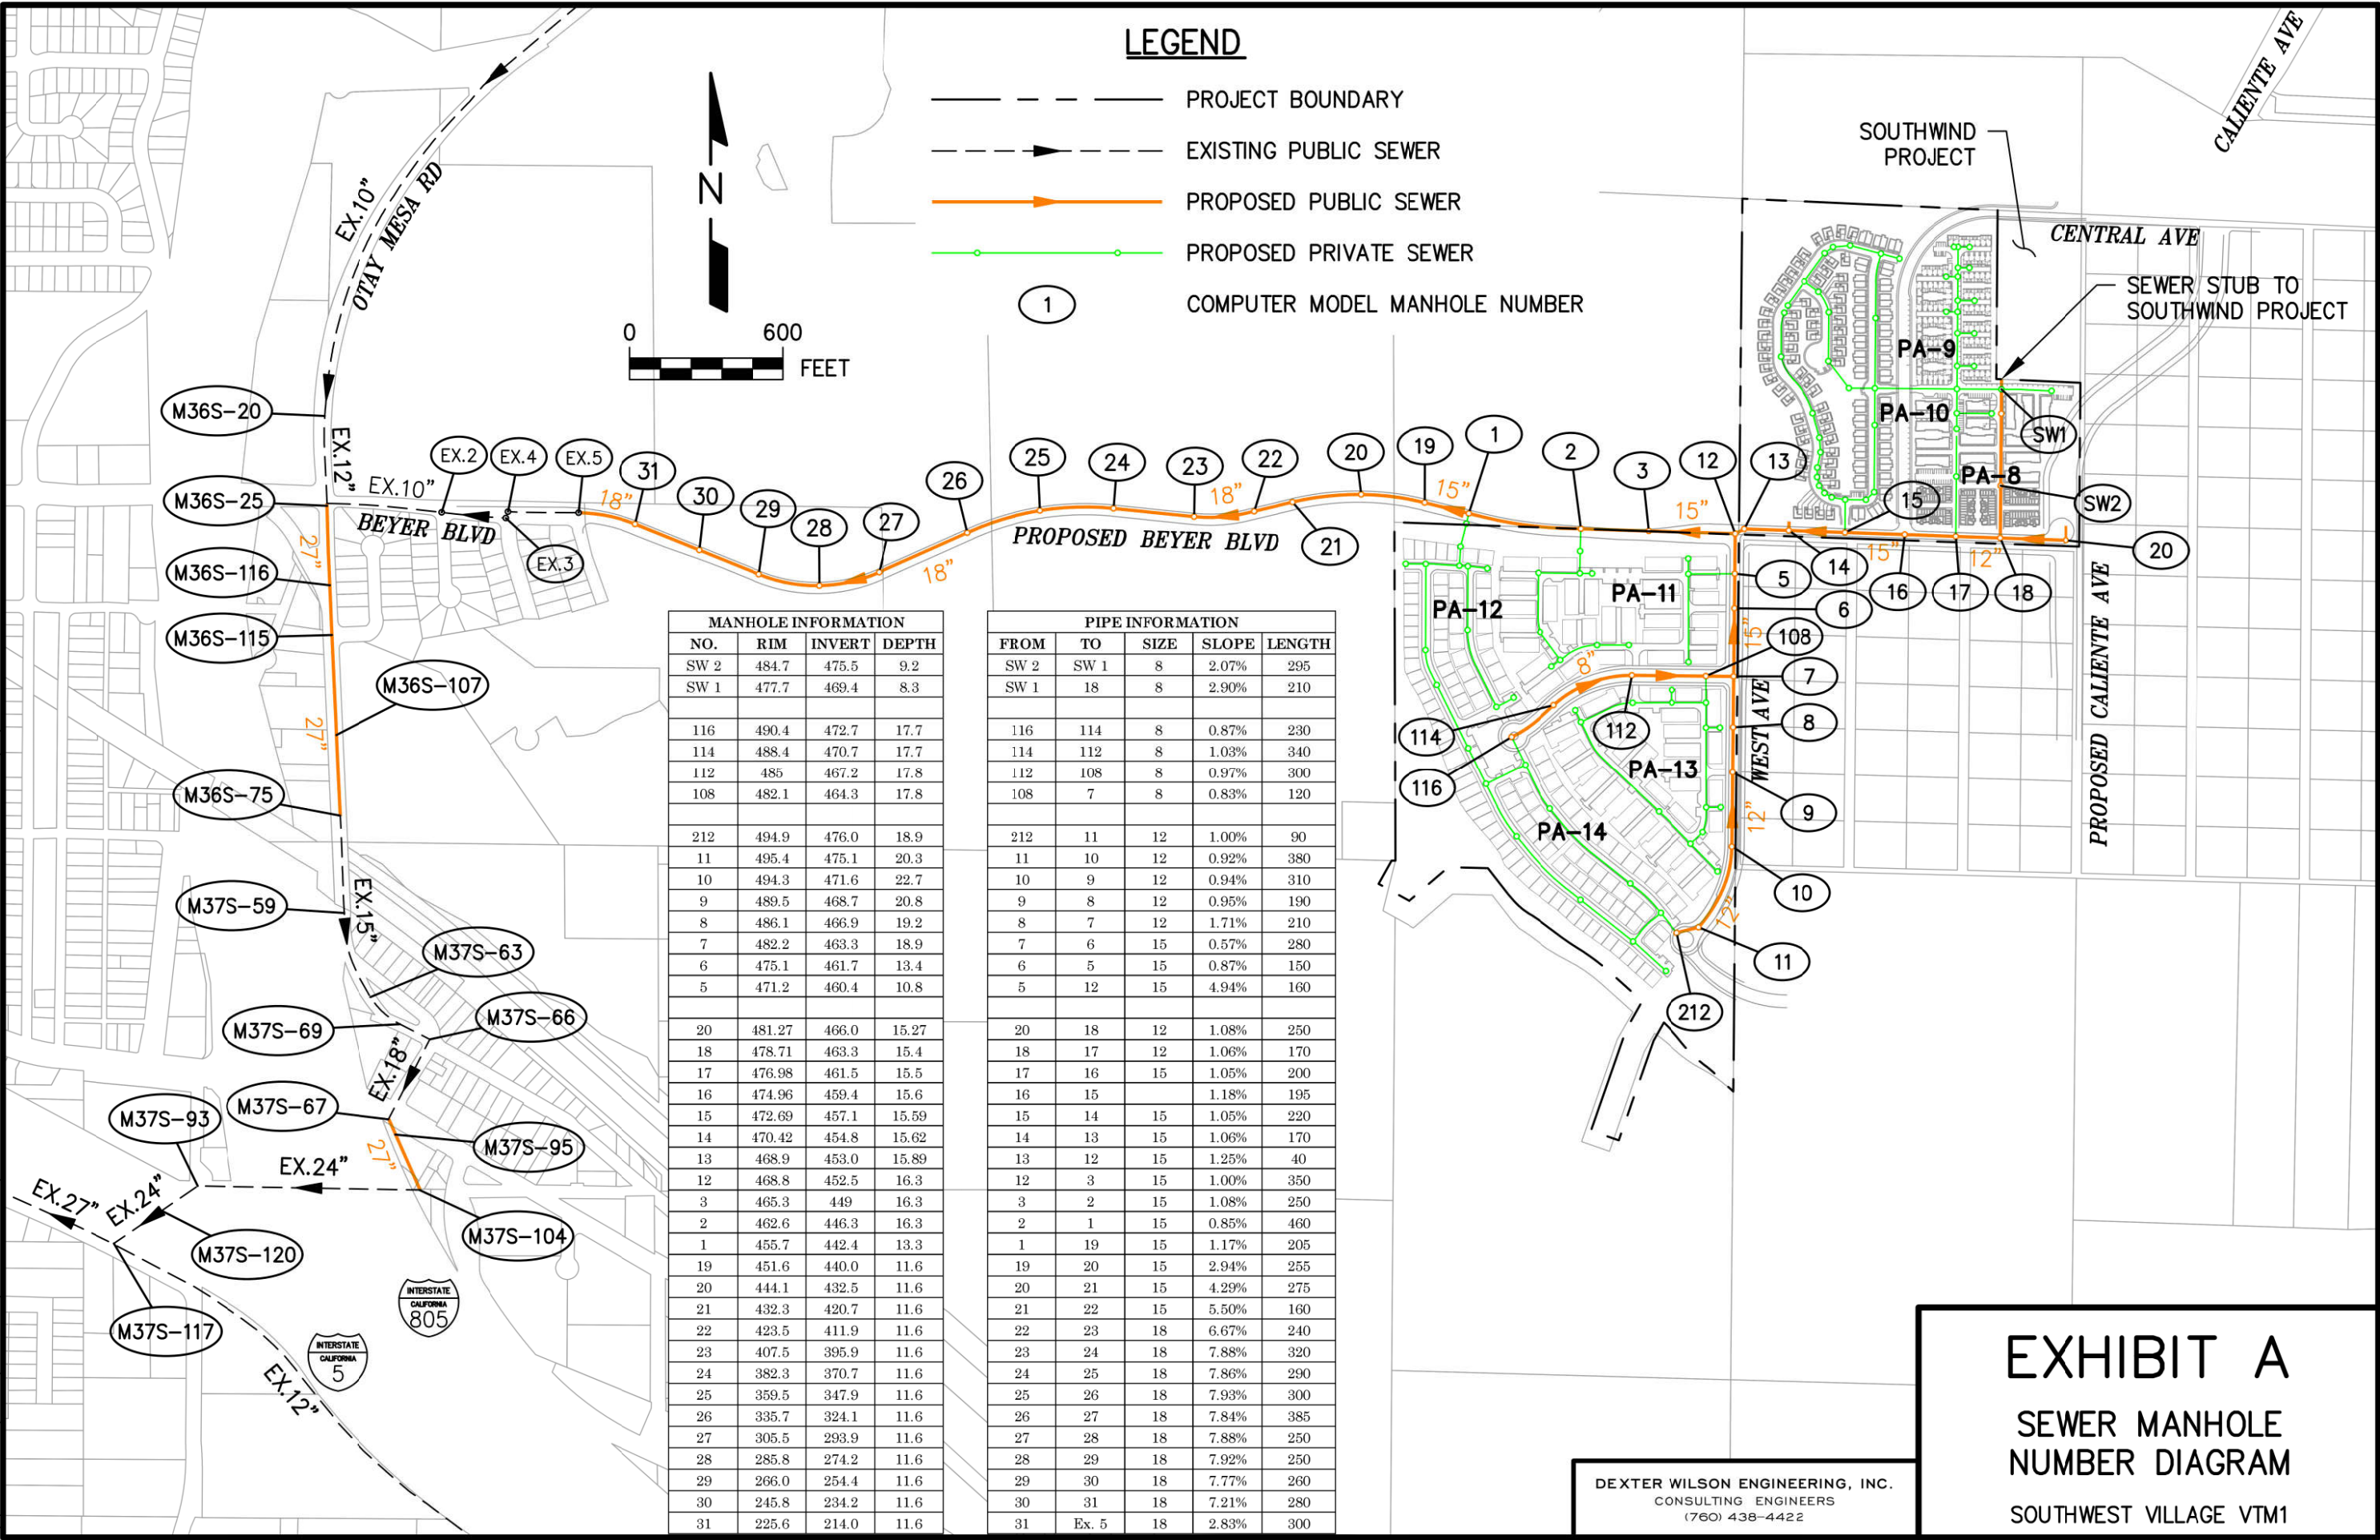 LEGEND
PROJECT BOUNDARY
EXISTING PUBLIC SEWER
PROPOSED PUBLIC SEWER
PROPOSED PRIVATE SEWER
1 COMPUTER MODEL MANHOLE NUMBER
N
0 600
FEET
CALIENTE AVE
SOUTHWIND
PROJECT
CENTRAL AVE
SEWER STUB TO
SOUTHWIND PROJECT
PA-9
PA-10
PA-8
SW1
SW2
EX.10"
OTAY MESA RD
M36S-20
EX.12"
M36S-25
EX.10"
BEYER BLVD
EX.2
EX.4
EX.5
EX.3
18"
31
30
29
28
27
18"
26
25
24
23
18"
22
21
20
19
15"
1
2
3
15"
12
13
14
15
15"
16
17
12"
18
20
PROPOSED BEYER BLVD
27"
M36S-116
M36S-115
M36S-107
27"
M36S-75
M37S-59
EX.15"
M37S-63
M37S-69
M37S-66
EX.18"
M37S-67
M37S-93
M37S-95
27"
EX.24"
EX.24"
EX.27"
M37S-120
M37S-104
M37S-117
EX.12"
INTERSTATE
CALIFORNIA
805
INTERSTATE
CALIFORNIA
5
PA-12
PA-11
PA-13
PA-14
5
6
15"
108
7
8
9
12"
10
12"
11
212
8"
112
114
116
WEST AVE
PROPOSED CALIENTE AVE
MANHOLE INFORMATION
NO. RIM INVERT DEPTH
SW 2 484.7 475.5 9.2
SW 1 477.7 469.4 8.3
116 490.4 472.7 17.7
114 488.4 470.7 17.7
112 485 467.2 17.8
108 482.1 464.3 17.8
212 494.9 476.0 18.9
11 495.4 475.1 20.3
10 494.3 471.6 22.7
9 489.5 468.7 20.8
8 486.1 466.9 19.2
7 482.2 463.3 18.9
6 475.1 461.7 13.4
5 471.2 460.4 10.8
20 481.27 466.0 15.27
18 478.71 463.3 15.4
17 476.98 461.5 15.5
16 474.96 459.4 15.6
15 472.69 457.1 15.59
14 470.42 454.8 15.62
13 468.9 453.0 15.89
12 468.8 452.5 16.3
3 465.3 449 16.3
2 462.6 446.3 16.3
1 455.7 442.4 13.3
19 451.6 440.0 11.6
20 444.1 432.5 11.6
21 432.3 420.7 11.6
22 423.5 411.9 11.6
23 407.5 395.9 11.6
24 382.3 370.7 11.6
25 359.5 347.9 11.6
26 335.7 324.1 11.6
27 305.5 293.9 11.6
28 285.8 274.2 11.6
29 266.0 254.4 11.6
30 245.8 234.2 11.6
31 225.6 214.0 11.6
PIPE INFORMATION
FROM TO SIZE SLOPE LENGTH
SW 2 SW 1 8 2.07% 295
SW 1 18 8 2.90% 210
116 114 8 0.87% 230
114 112 8 1.03% 340
112 108 8 0.97% 300
108 7 8 0.83% 120
212 11 12 1.00% 90
11 10 12 0.92% 380
10 9 12 0.94% 310
9 8 12 0.95% 190
8 7 12 1.71% 210
7 6 15 0.57% 280
6 5 15 0.87% 150
5 12 15 4.94% 160
20 18 12 1.08% 250
18 17 12 1.06% 170
17 16 15 1.05% 200
16 15 1.18% 195
15 14 15 1.05% 220
14 13 15 1.06% 170
13 12 15 1.25% 40
12 3 15 1.00% 350
3 2 15 1.08% 250
2 1 15 0.85% 460
1 19 15 1.17% 205
19 20 15 2.94% 255
20 21 15 4.29% 275
21 22 15 5.50% 160
22 23 18 6.67% 240
23 24 18 7.88% 320
24 25 18 7.86% 290
25 26 18 7.93% 300
26 27 18 7.84% 385
27 28 18 7.88% 250
28 29 18 7.92% 250
29 30 18 7.77% 260
30 31 18 7.21% 280
31 Ex. 5 18 2.83% 300
DEXTER WILSON ENGINEERING, INC.
CONSULTING ENGINEERS
(760) 438-4422
EXHIBIT A
SEWER MANHOLE
NUMBER DIAGRAM
SOUTHWEST VILLAGE VTM1